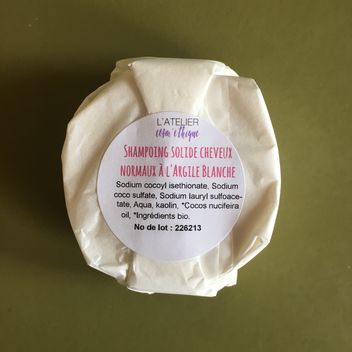 L'ATELIER
cosm'éthique
SHAMPOING SOLIDE CHEVEUX
NORMAUX À L'ARGILE BLANCHE
Sodium cocoyl isethionate, Sodium
coco sulfate, Sodium lauryl sulfoace-
tate, Aqua, kaolin, *Cocos nucifeira
oil, *Ingrédients bio.
No de lot : 226213